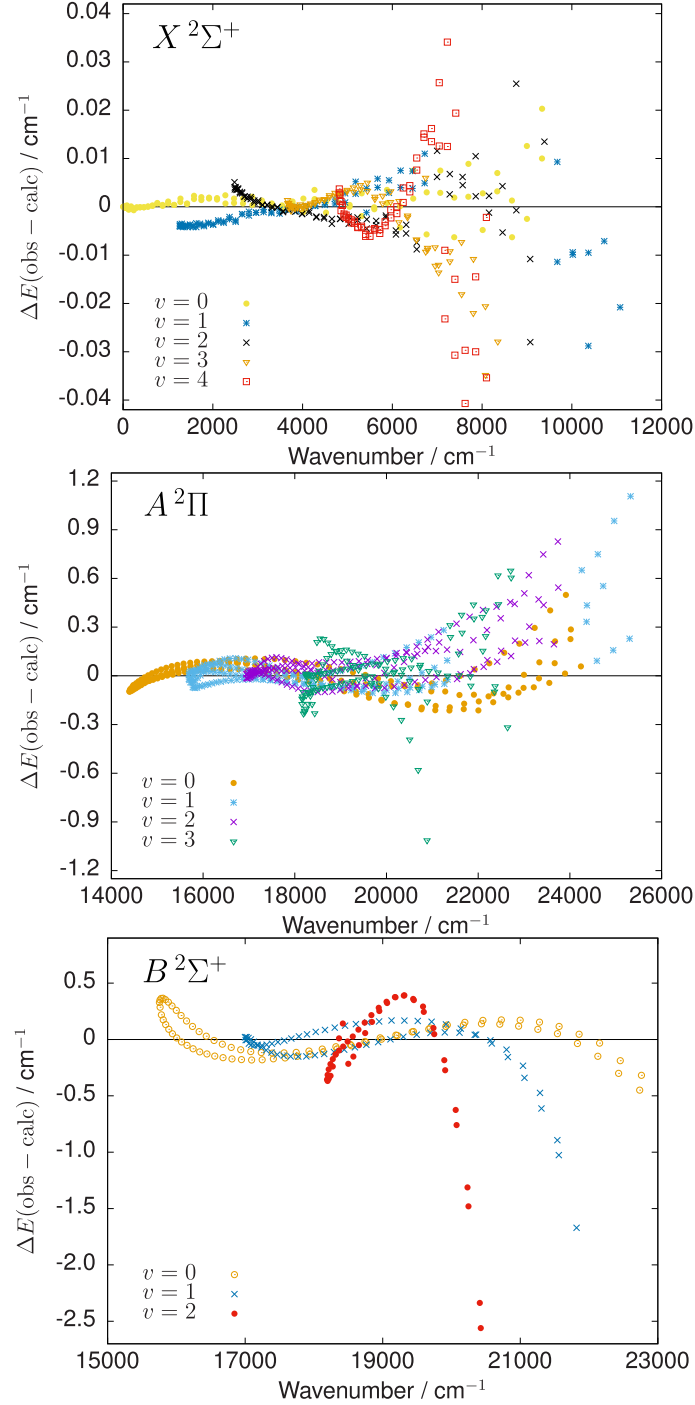 X ²Σ⁺
ΔE(obs − calc) / cm⁻¹
0.04
0.03
0.02
0.01
0
-0.01
-0.02
-0.03
-0.04
v = 0
v = 1
v = 2
v = 3
v = 4
0 2000 4000 6000 8000 10000 12000
Wavenumber / cm⁻¹
A ²Π
ΔE(obs − calc) / cm⁻¹
1.2
0.9
0.6
0.3
0
-0.3
-0.6
-0.9
-1.2
v = 0
v = 1
v = 2
v = 3
14000 16000 18000 20000 22000 24000 26000
Wavenumber / cm⁻¹
B ²Σ⁺
ΔE(obs − calc) / cm⁻¹
0.5
0
-0.5
-1.0
-1.5
-2.0
-2.5
v = 0
v = 1
v = 2
15000 17000 19000 21000 23000
Wavenumber / cm⁻¹